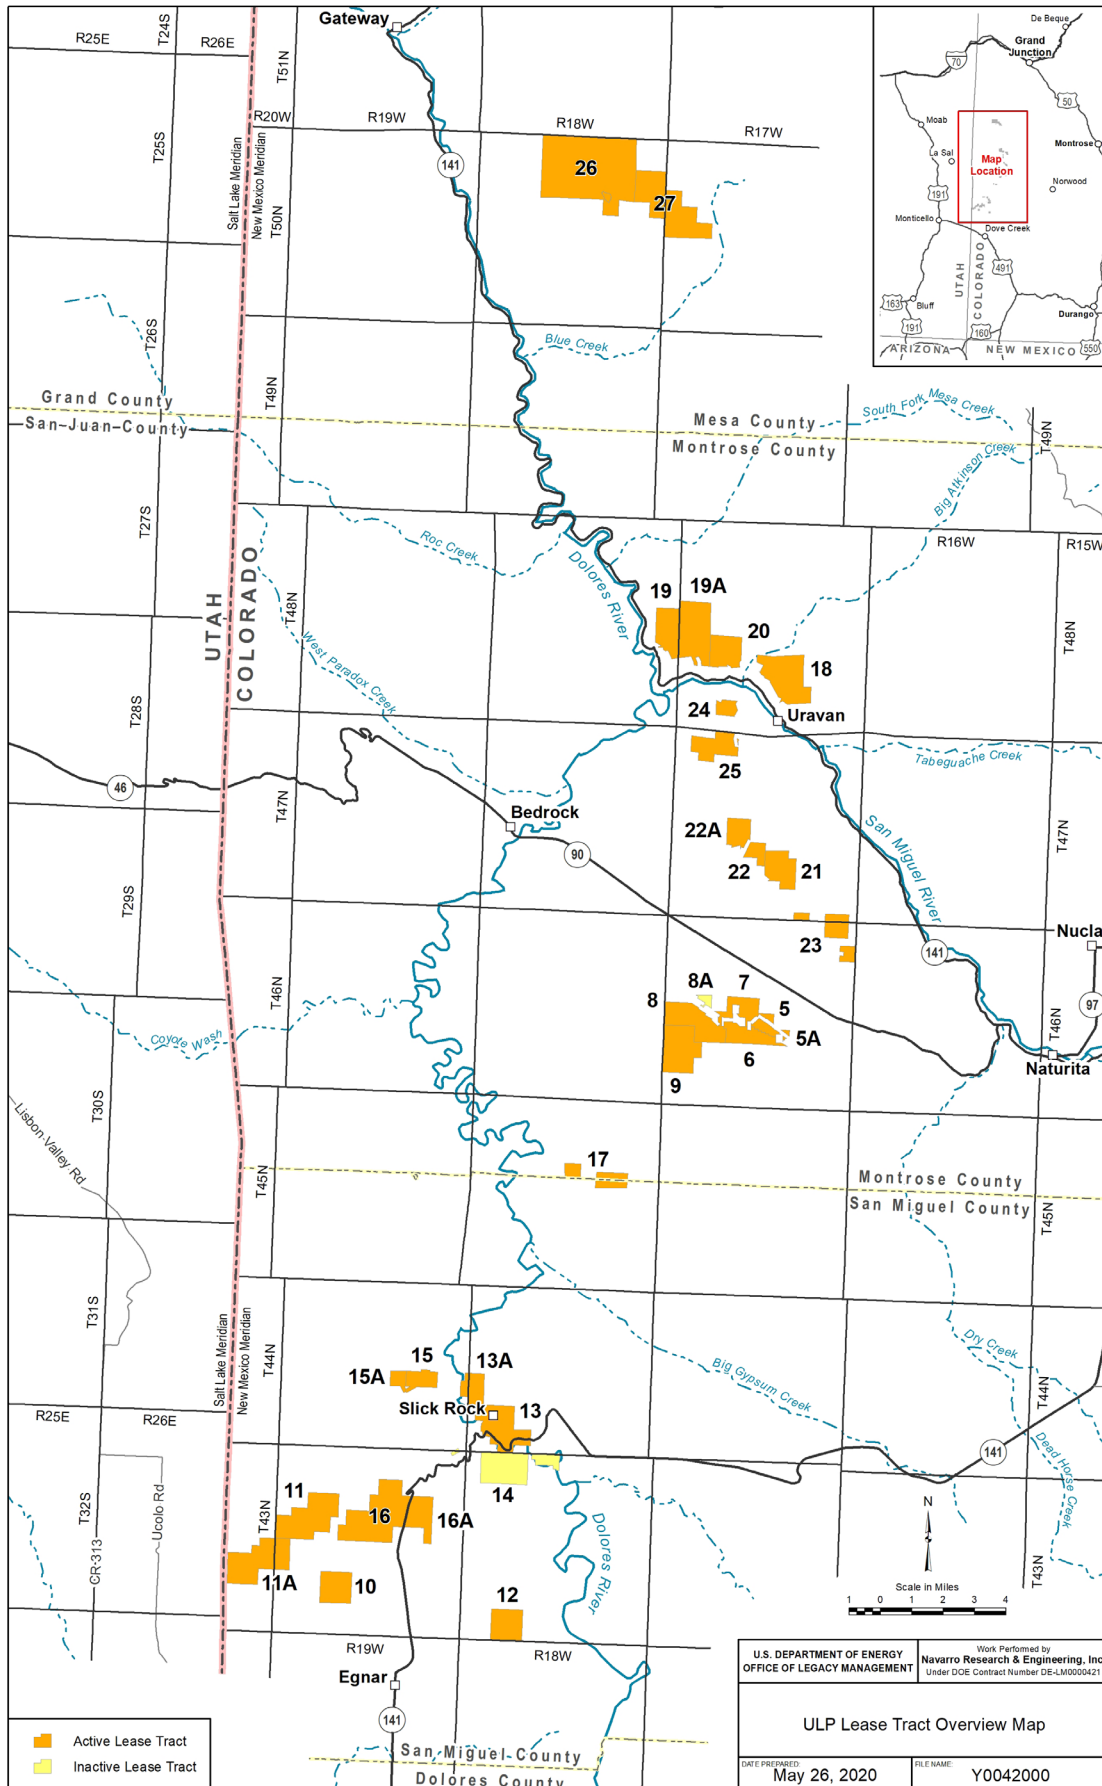 Gateway
R25E
T24S
R26E
T51N
R20W
R19W
R18W
R17W
T25S
Salt Lake Meridian
New Mexico Meridian
T50N
141
26
27
De Beque
Grand
Junction
70
50
Moab
La Sal
Montrose
Map
Location
Norwood
191
Monticello
Dove Creek
UTAH
COLORADO
491
163
Bluff
191
160
Durango
550
ARIZONA
NEW MEXICO
T26S
Blue Creek
T49N
Grand County
San Juan County
Mesa County
Montrose County
South Fork Mesa Creek
Big Atkinson Creek
T49N
T27S
Roc Creek
Dolores River
R16W
R15W
UTAH
COLORADO
T48N
West Paradox Creek
19
19A
20
18
T48N
T28S
24
Uravan
25
Tabeguache Creek
46
T47N
Bedrock
90
22A
22
21
San Miguel River
T47N
T29S
23
141
Nucla
T46N
Coyote Wash
8
8A
7
5
5A
6
9
97
T46N
Naturita
T30S
Lisbon Valley Rd
T45N
17
Montrose County
San Miguel County
T45N
T31S
Salt Lake Meridian
New Mexico Meridian
T44N
15
15A
13A
Slick Rock
13
Big Gypsum Creek
Dry Creek
T44N
R25E
R26E
141
Dead Horse Creek
14
T32S
CR-313
Ucolo Rd
11
T43N
16
16A
Dolores River
N
T43N
11A
10
12
Scale in Miles
1 0 1 2 3 4
R19W
R18W
Egnar
141
San Miguel County
Dolores County
Active Lease Tract
Inactive Lease Tract
U.S. DEPARTMENT OF ENERGY
OFFICE OF LEGACY MANAGEMENT
Work Performed by
Navarro Research & Engineering, Inc
Under DOE Contract Number DE-LM0000421
ULP Lease Tract Overview Map
DATE PREPARED:
May 26, 2020
FILE NAME:
Y0042000